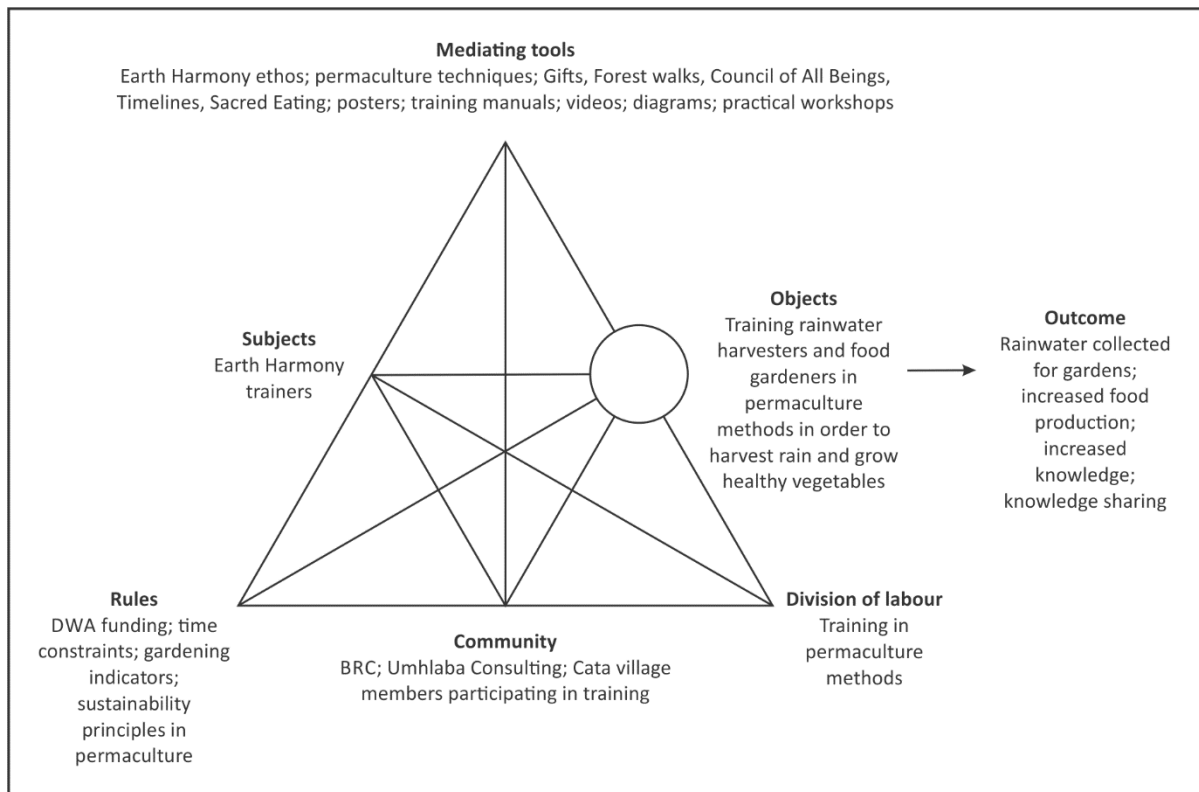 Mediating tools
Earth Harmony ethos; permaculture techniques; Gifts, Forest walks, Council of All Beings,
Timelines, Sacred Eating; posters; training manuals; videos; diagrams; practical workshops
Subjects
Earth Harmony
trainers
Objects
Training rainwater
harvesters and food
gardeners in
permaculture
methods in order to
harvest rain and grow
healthy vegetables
Outcome
Rainwater collected
for gardens;
increased food
production;
increased
knowledge;
knowledge sharing
Rules
DWA funding; time
constraints; gardening
indicators;
sustainability
principles in
permaculture
Community
BRC; Umhlaba Consulting; Cata village
members participating in training
Division of labour
Training in
permaculture
methods